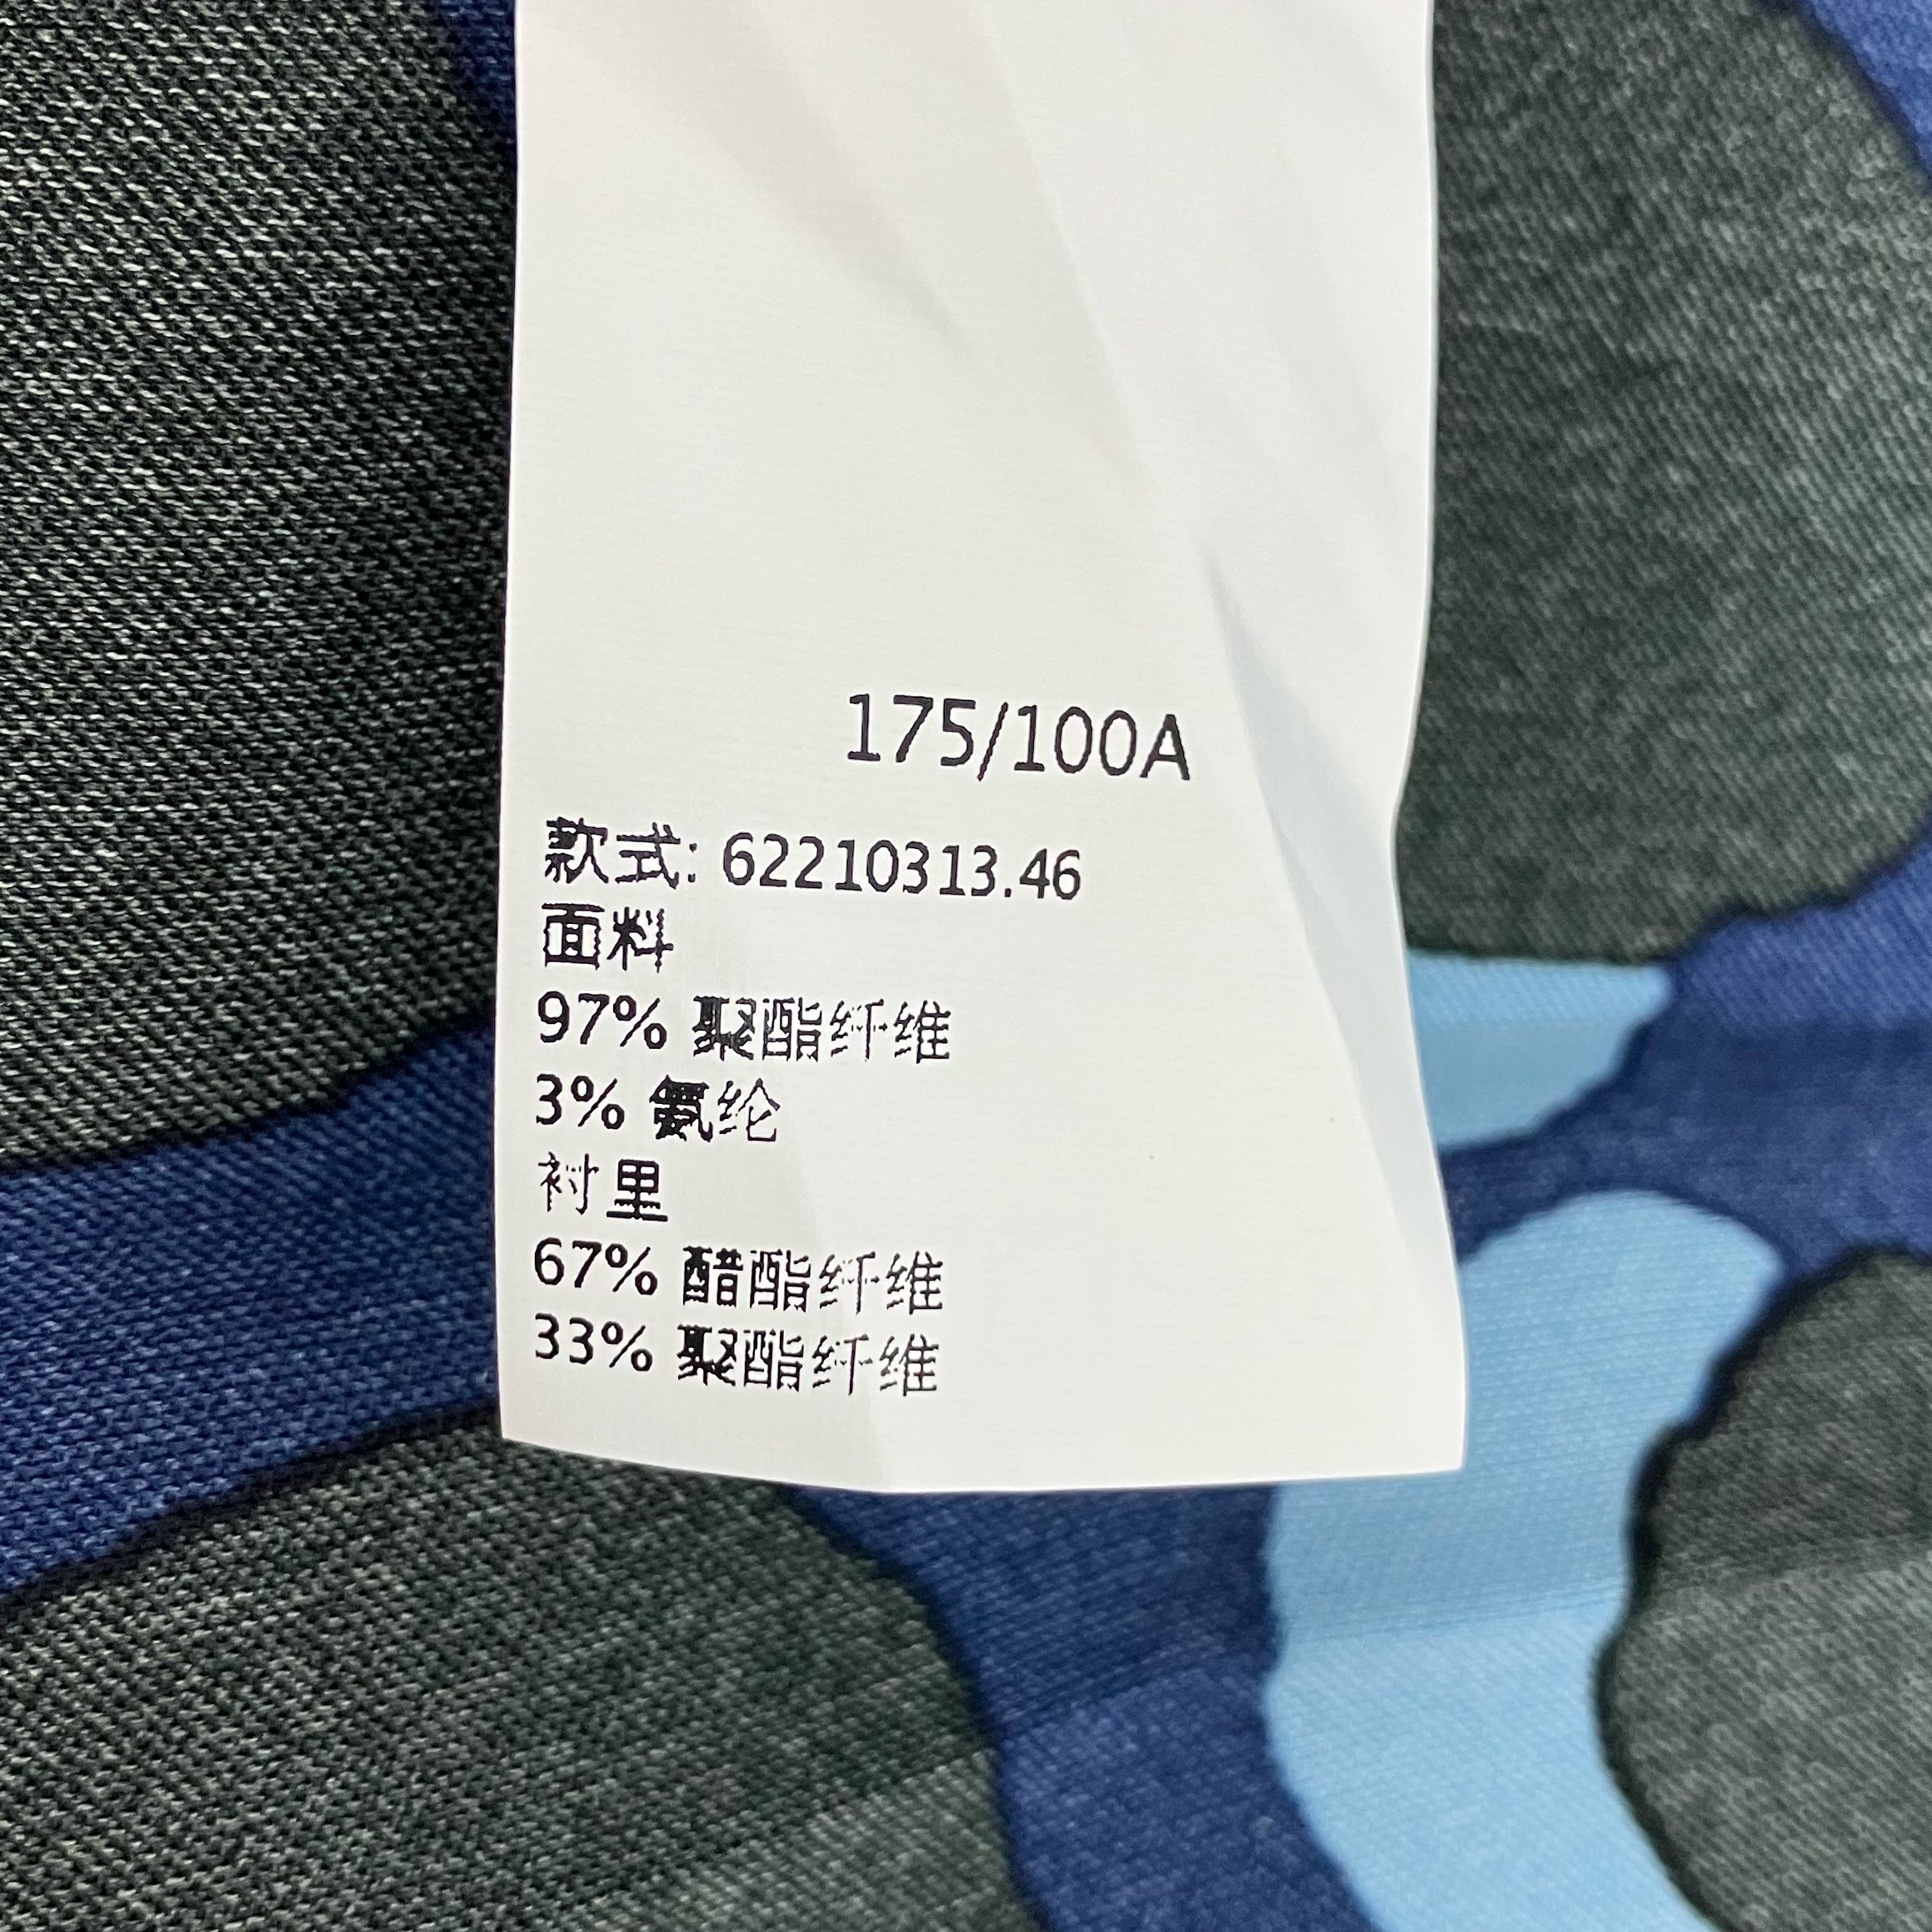 175/100A
款式: 62210313.46
面料
97% 聚酯纤维
3% 氨纶
衬里
67% 醋酯纤维
33% 聚酯纤维